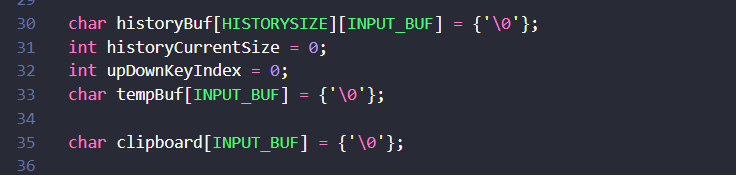 30 char historyBuf[HISTORYSIZE][INPUT_BUF] = {'\0'};
31 int historyCurrentSize = 0;
32 int upDownKeyIndex = 0;
33 char tempBuf[INPUT_BUF] = {'\0'};
34
35 char clipboard[INPUT_BUF] = {'\0'};
36